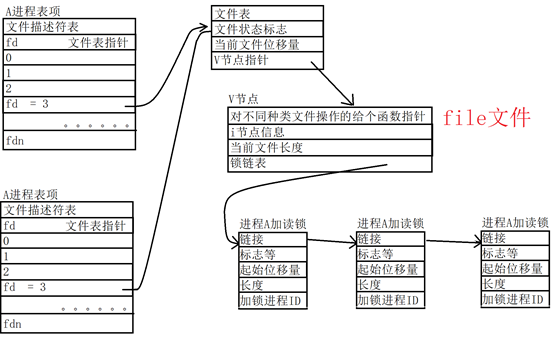 A进程表项
文件描述符表
fd 文件表指针
0
1
2
fd = 3
。。。。。。
fdn
A进程表项
文件描述符表
fd 文件表指针
0
1
2
fd = 3
。。。。。。
fdn
文件表
文件状态标志
当前文件位移量
V节点指针
V节点
对不同种类文件操作的给个函数指针
i节点信息
当前文件长度
锁链表
file文件
进程A加读锁
链接
标志等
起始位移量
长度
加锁进程ID
进程A加读锁
链接
标志等
起始位移量
长度
加锁进程ID
进程A加读锁
链接
标志等
起始位移量
长度
加锁进程ID